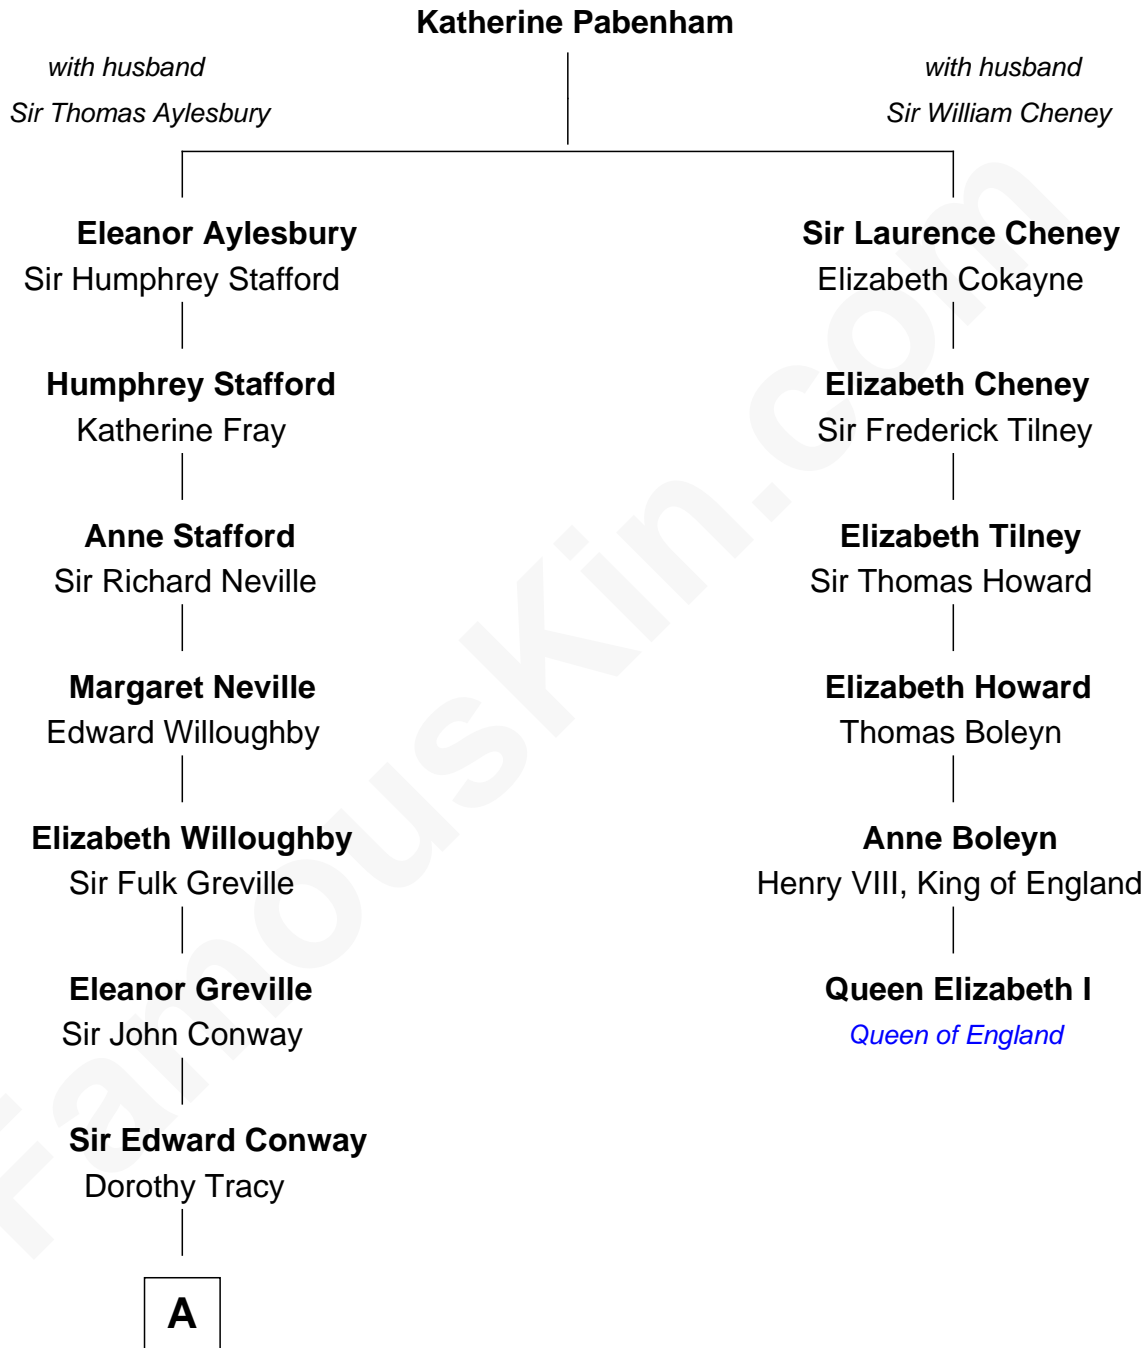 Katherine Pabenham
with husband
Sir Thomas Aylesbury
with husband
Sir William Cheney
Eleanor Aylesbury
Sir Humphrey Stafford
Sir Laurence Cheney
Elizabeth Cokayne
Humphrey Stafford
Katherine Fray
Elizabeth Cheney
Sir Frederick Tilney
Anne Stafford
Sir Richard Neville
Elizabeth Tilney
Sir Thomas Howard
Margaret Neville
Edward Willoughby
Elizabeth Howard
Thomas Boleyn
Elizabeth Willoughby
Sir Fulk Greville
Anne Boleyn
Henry VIII, King of England
Eleanor Greville
Sir John Conway
Queen Elizabeth I
Queen of England
Sir Edward Conway
Dorothy Tracy
A
FamousKin.com